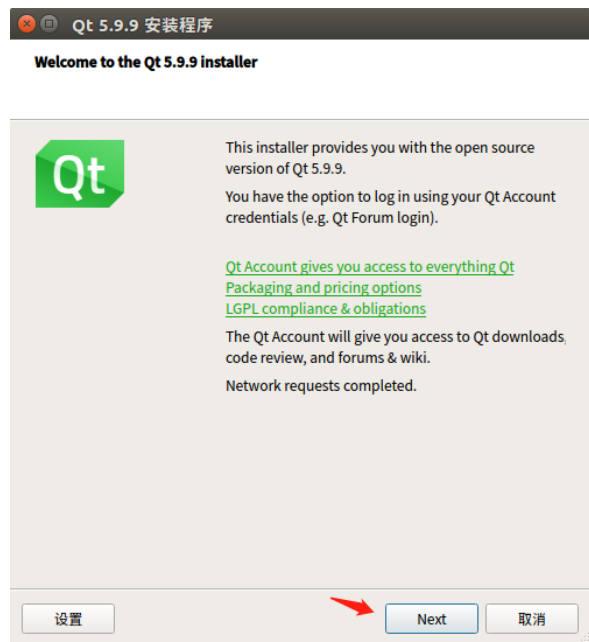 Qt 5.9.9 安装程序
Welcome to the Qt 5.9.9 installer
Qt
This installer provides you with the open source
version of Qt 5.9.9.
You have the option to log in using your Qt Account
credentials (e.g. Qt Forum login).
Qt Account gives you access to everything Qt
Packaging and pricing options
LGPL compliance & obligations
The Qt Account will give you access to Qt downloads,
code review, and forums & wiki.
Network requests completed.
设置
Next
取消